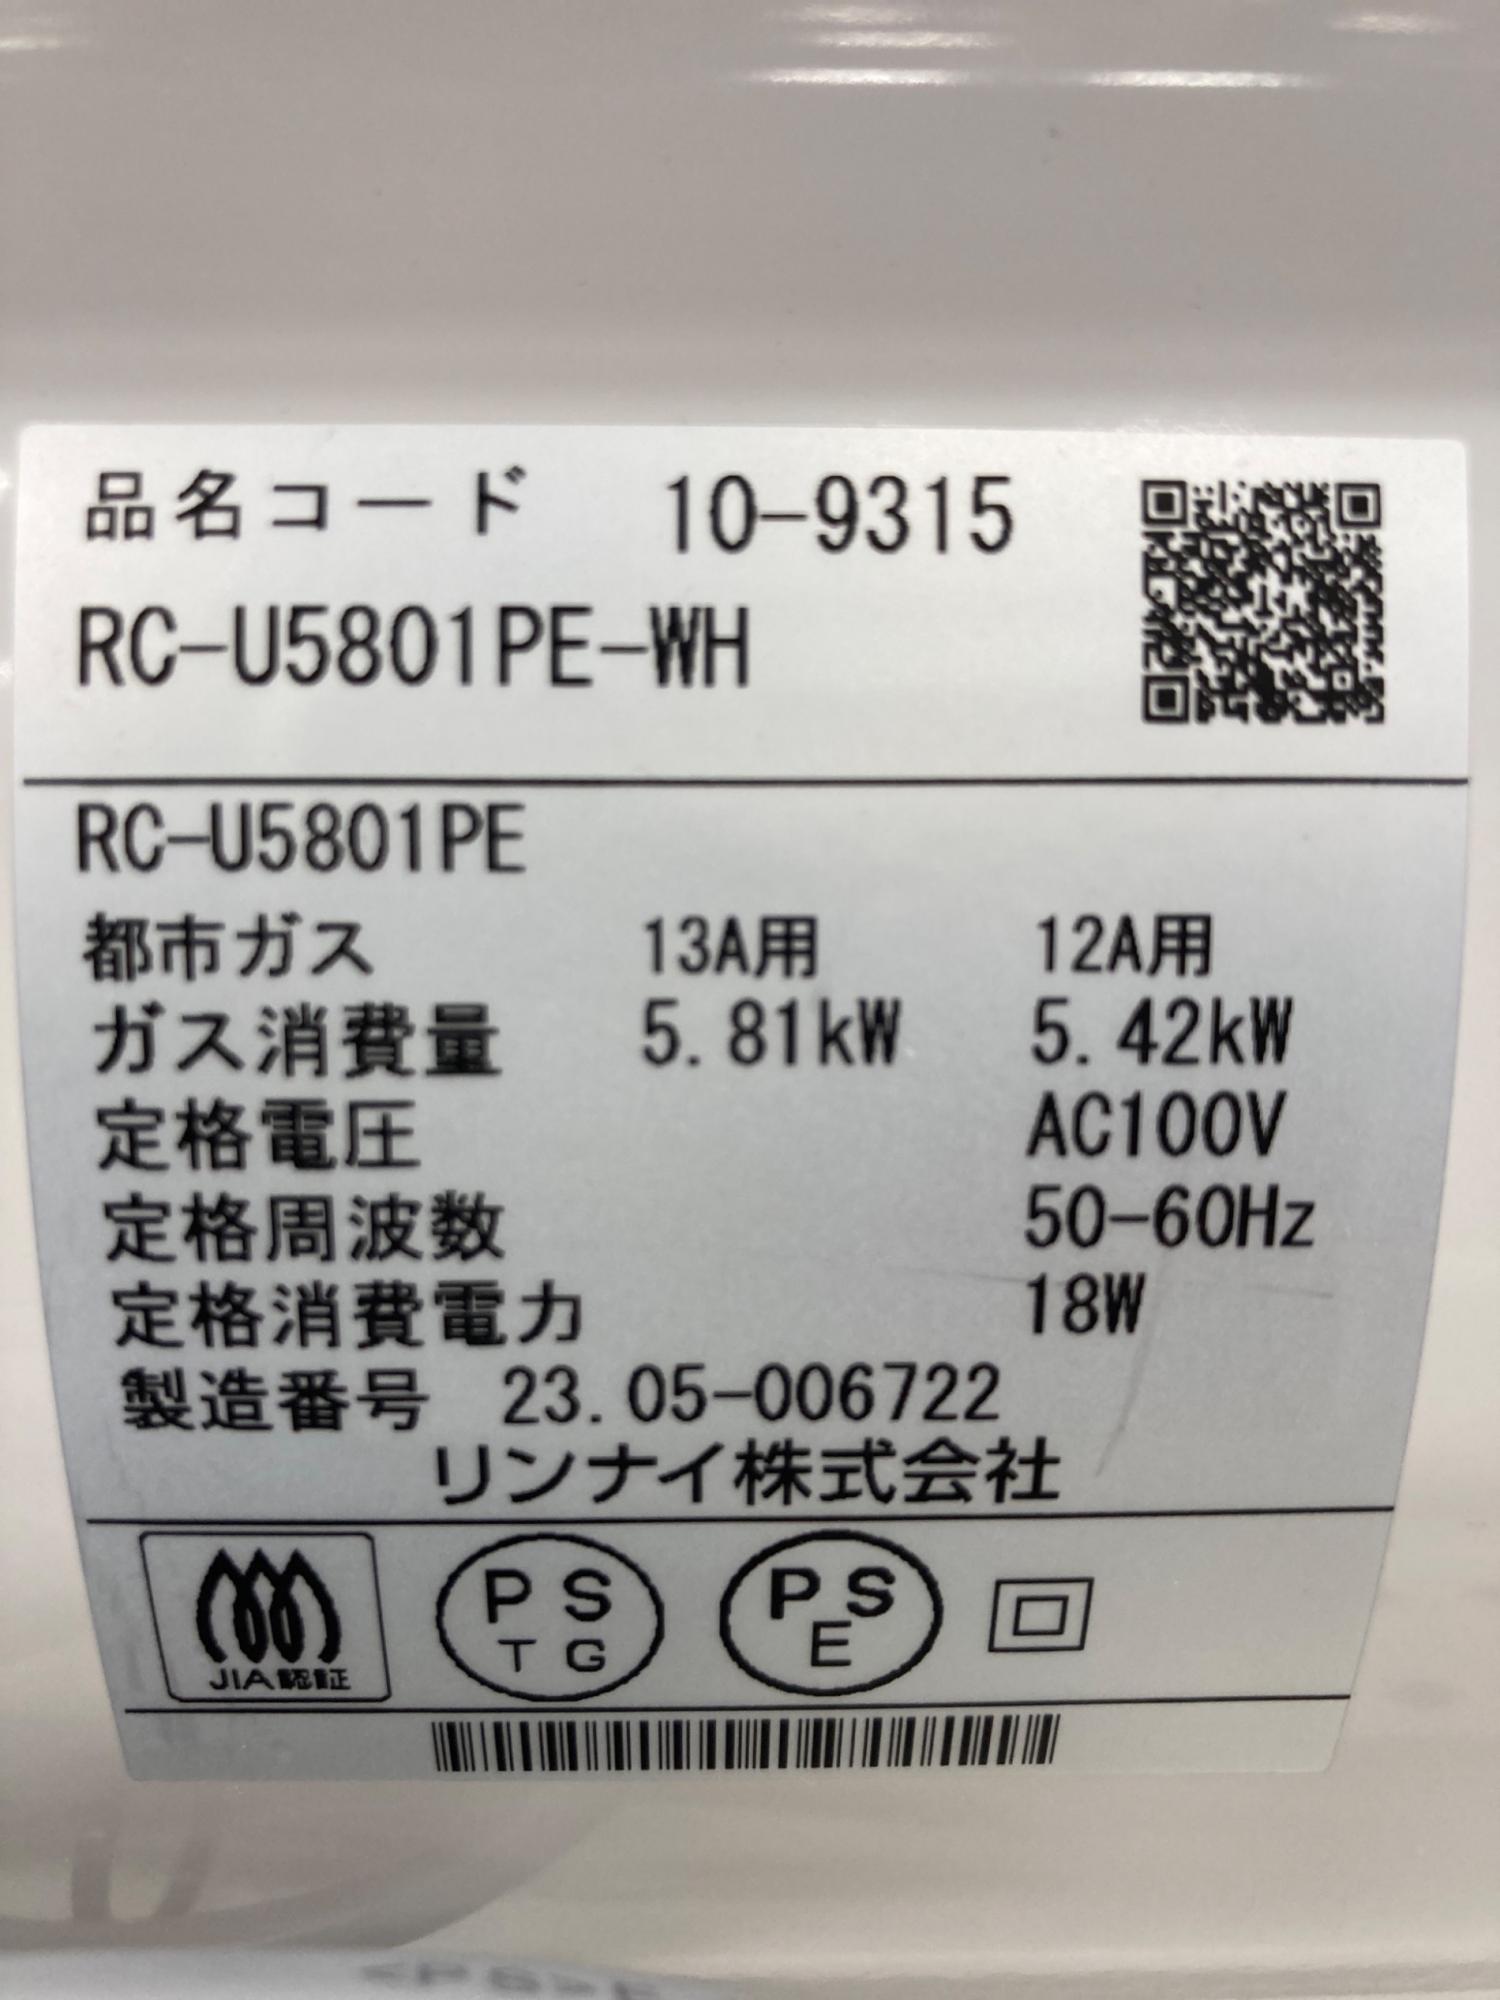 品名コード 10-9315
RC-U5801PE-WH
RC-U5801PE
都市ガス 13A用 12A用
ガス消費量 5.81kW 5.42kW
定格電圧 AC100V
定格周波数 50-60Hz
定格消費電力 18W
製造番号 23.05-006722
リンナイ株式会社
JIA認証
PS TG
PS E